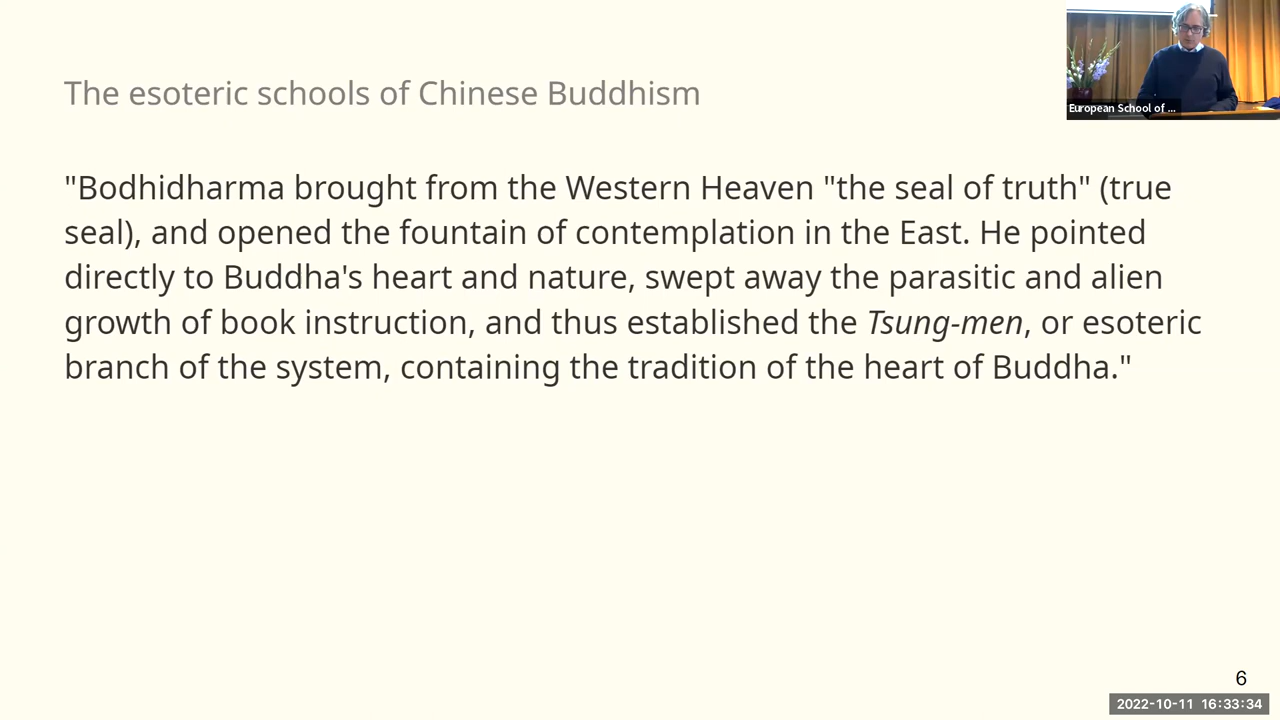 The esoteric schools of Chinese Buddhism
European School of ...
"Bodhidharma brought from the Western Heaven "the seal of truth" (true
seal), and opened the fountain of contemplation in the East. He pointed
directly to Buddha's heart and nature, swept away the parasitic and alien
growth of book instruction, and thus established the Tsung-men, or esoteric
branch of the system, containing the tradition of the heart of Buddha."
6
2022-10-11 16:33:34